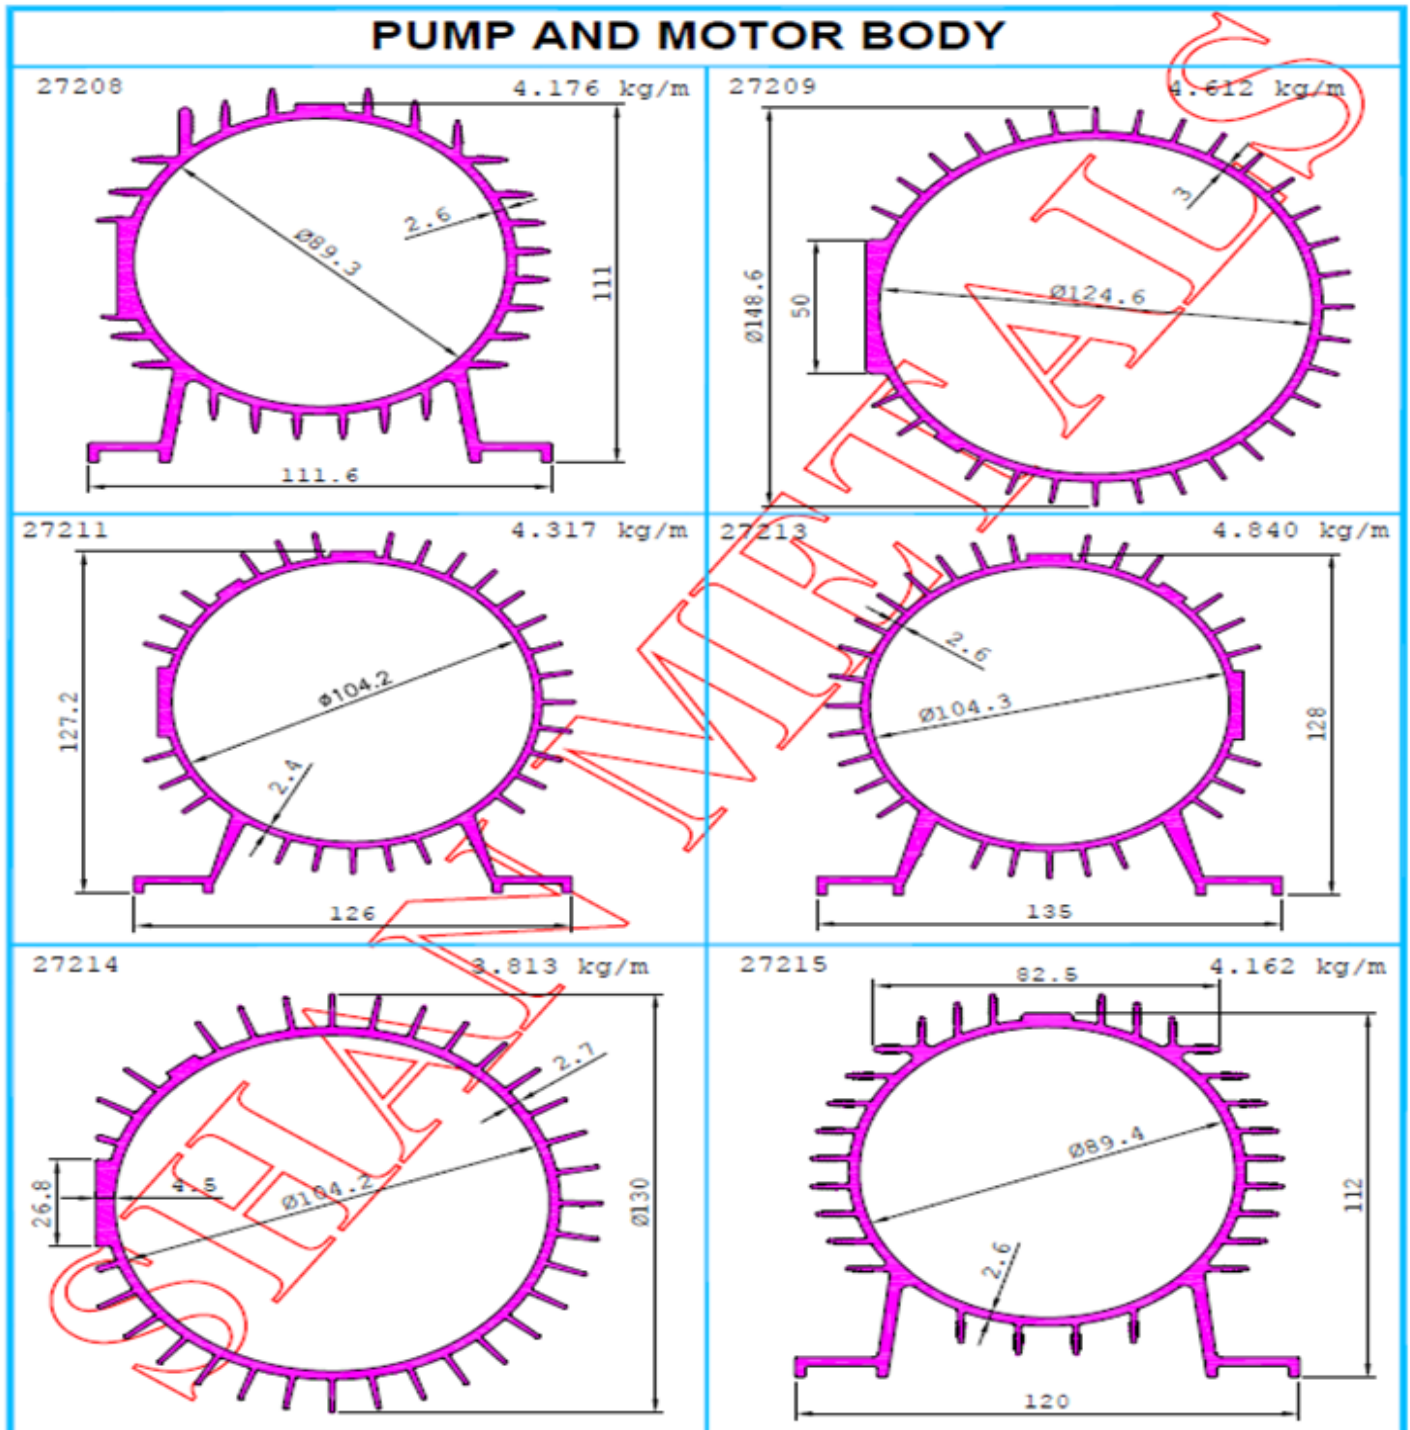 PUMP AND MOTOR BODY
27208 4.176 kg/m
2.6
Ø89.3
111
111.6
27209 4.612 kg/m
3
Ø148.6
50
Ø124.6
27211 4.317 kg/m
127.2
Ø104.2
2.4
126
27213 4.840 kg/m
2.6
Ø104.3
128
135
27214 3.813 kg/m
2.7
26.8
4.5
Ø104.2
Ø130
27215 4.162 kg/m
82.5
Ø89.4
112
2.6
120
SHAN METALS